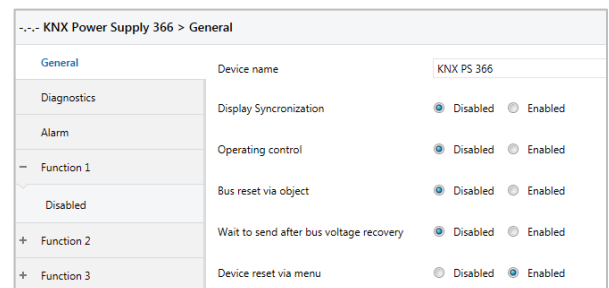 -.-.- KNX Power Supply 366 > General
General
Device name KNX PS 366
Diagnostics
Display Syncronization Disabled Enabled
Alarm
Operating control Disabled Enabled
− Function 1
Bus reset via object Disabled Enabled
Disabled
Wait to send after bus voltage recovery Disabled Enabled
+ Function 2
+ Function 3
Device reset via menu Disabled Enabled